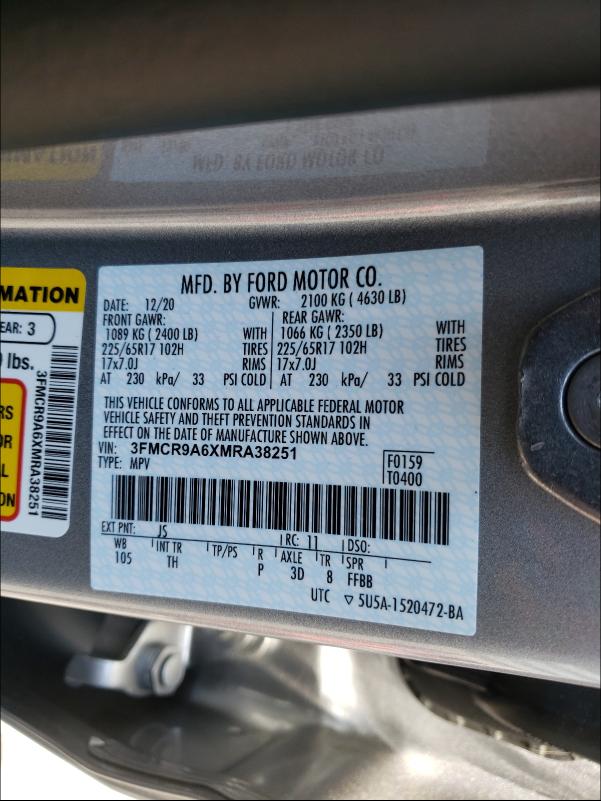 MFD. BY FORD MOTOR CO.
MFD. BY FORD MOTOR CO.
DATE: 12/20 GVWR: 2100 KG ( 4630 LB)
FRONT GAWR: REAR GAWR:
1089 KG ( 2400 LB) WITH 1066 KG ( 2350 LB) WITH
225/65R17 102H TIRES 225/65R17 102H TIRES
17x7.0J RIMS 17x7.0J RIMS
AT 230 kPa/ 33 PSI COLD AT 230 kPa/ 33 PSI COLD
THIS VEHICLE CONFORMS TO ALL APPLICABLE FEDERAL MOTOR
VEHICLE SAFETY AND THEFT PREVENTION STANDARDS IN
EFFECT ON THE DATE OF MANUFACTURE SHOWN ABOVE.
VIN: 3FMCR9A6XMRA38251
TYPE: MPV
F0159
T0400
EXT PNT: JS RC: 11 DSO:
WB INT TR TP/PS R AXLE TR SPR
105 TH P 3D 8 FFBB
UTC ▽ 5U5A-1520472-BA
MATION
EAR: 3
lbs.
3FMCR9A6XMRA38251
RS
OR
AL
ON